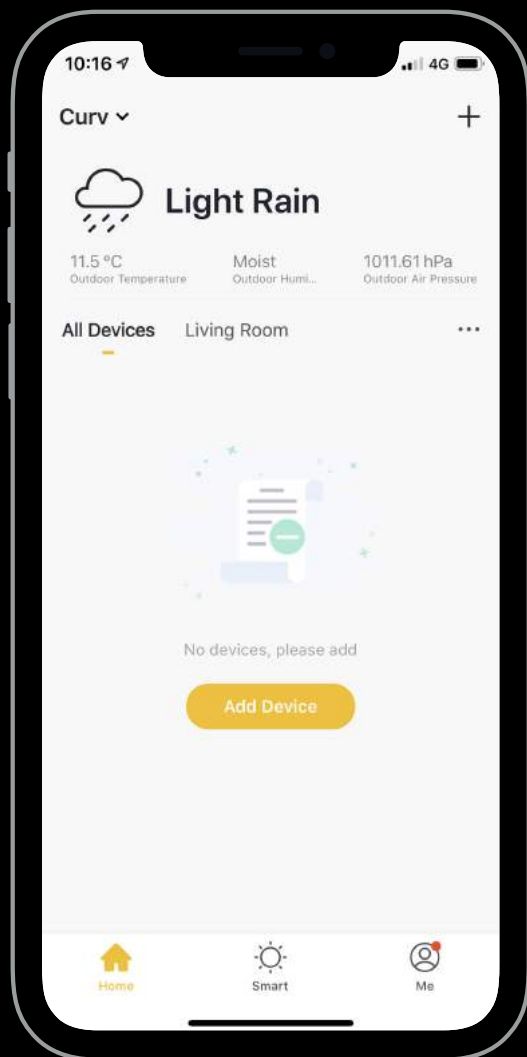 10:16 4G
Curv
Light Rain
11.5 °C Moist 1011.61 hPa
Outdoor Temperature Outdoor Humi... Outdoor Air Pressure
All Devices Living Room
No devices, please add
Add Device
Home Smart Me